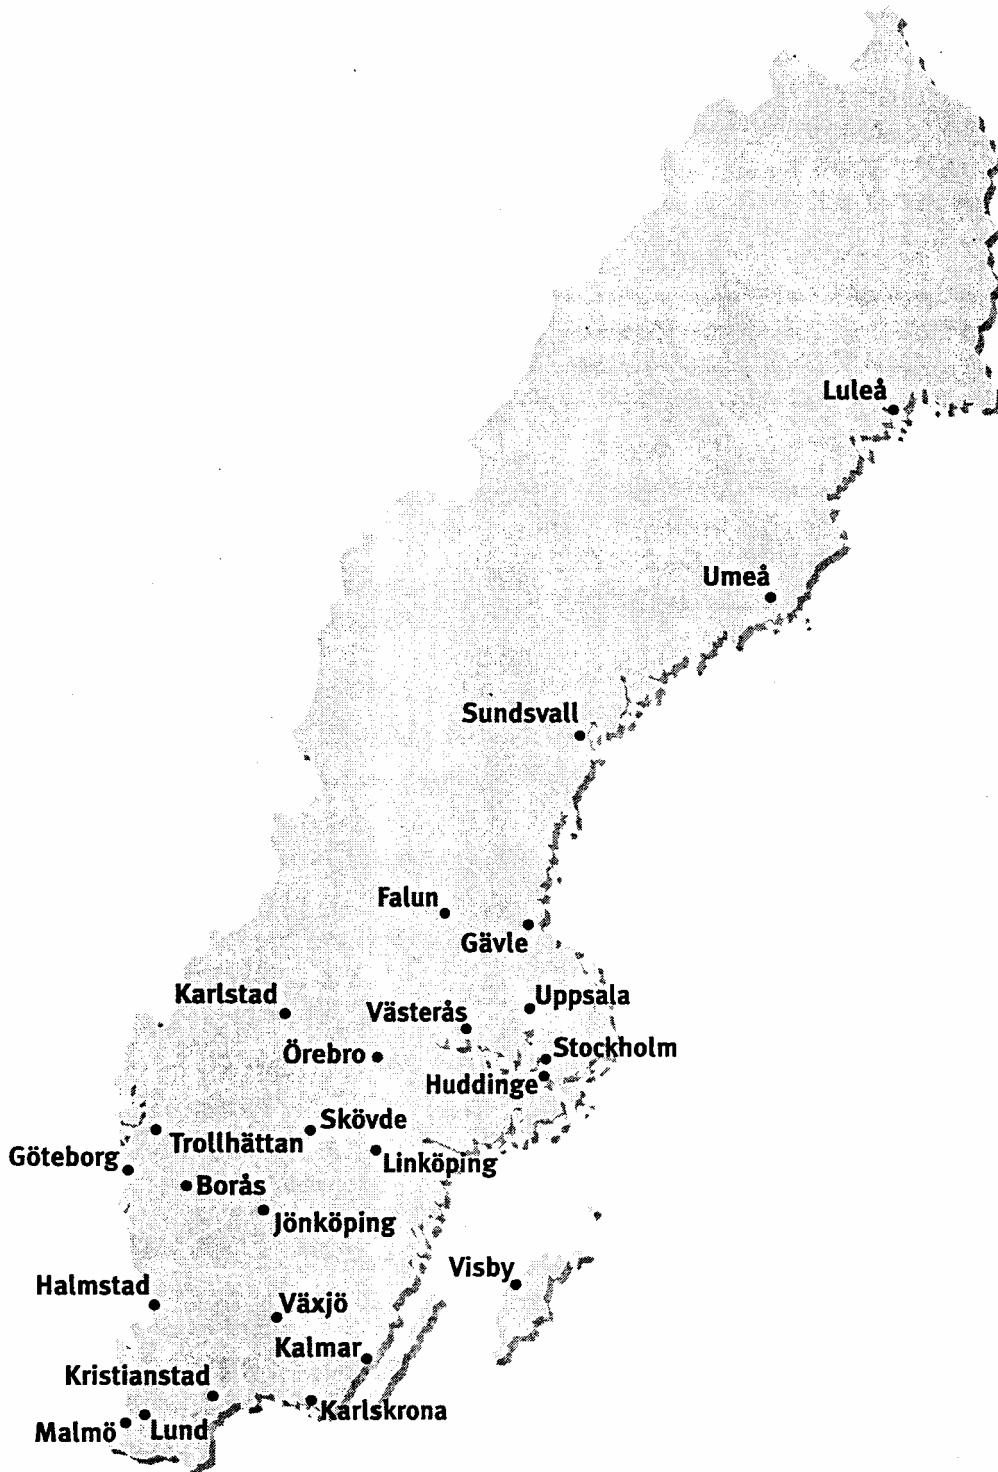 Luleå
Umeå
Sundsvall
Falun
Gävle
Karlstad
Uppsala
Västerås
Örebro
Stockholm
Huddinge
Skövde
Trollhättan
Göteborg
Linköping
Borås
Jönköping
Visby
Halmstad
Växjö
Kalmar
Kristianstad
Karlskrona
Malmö
Lund